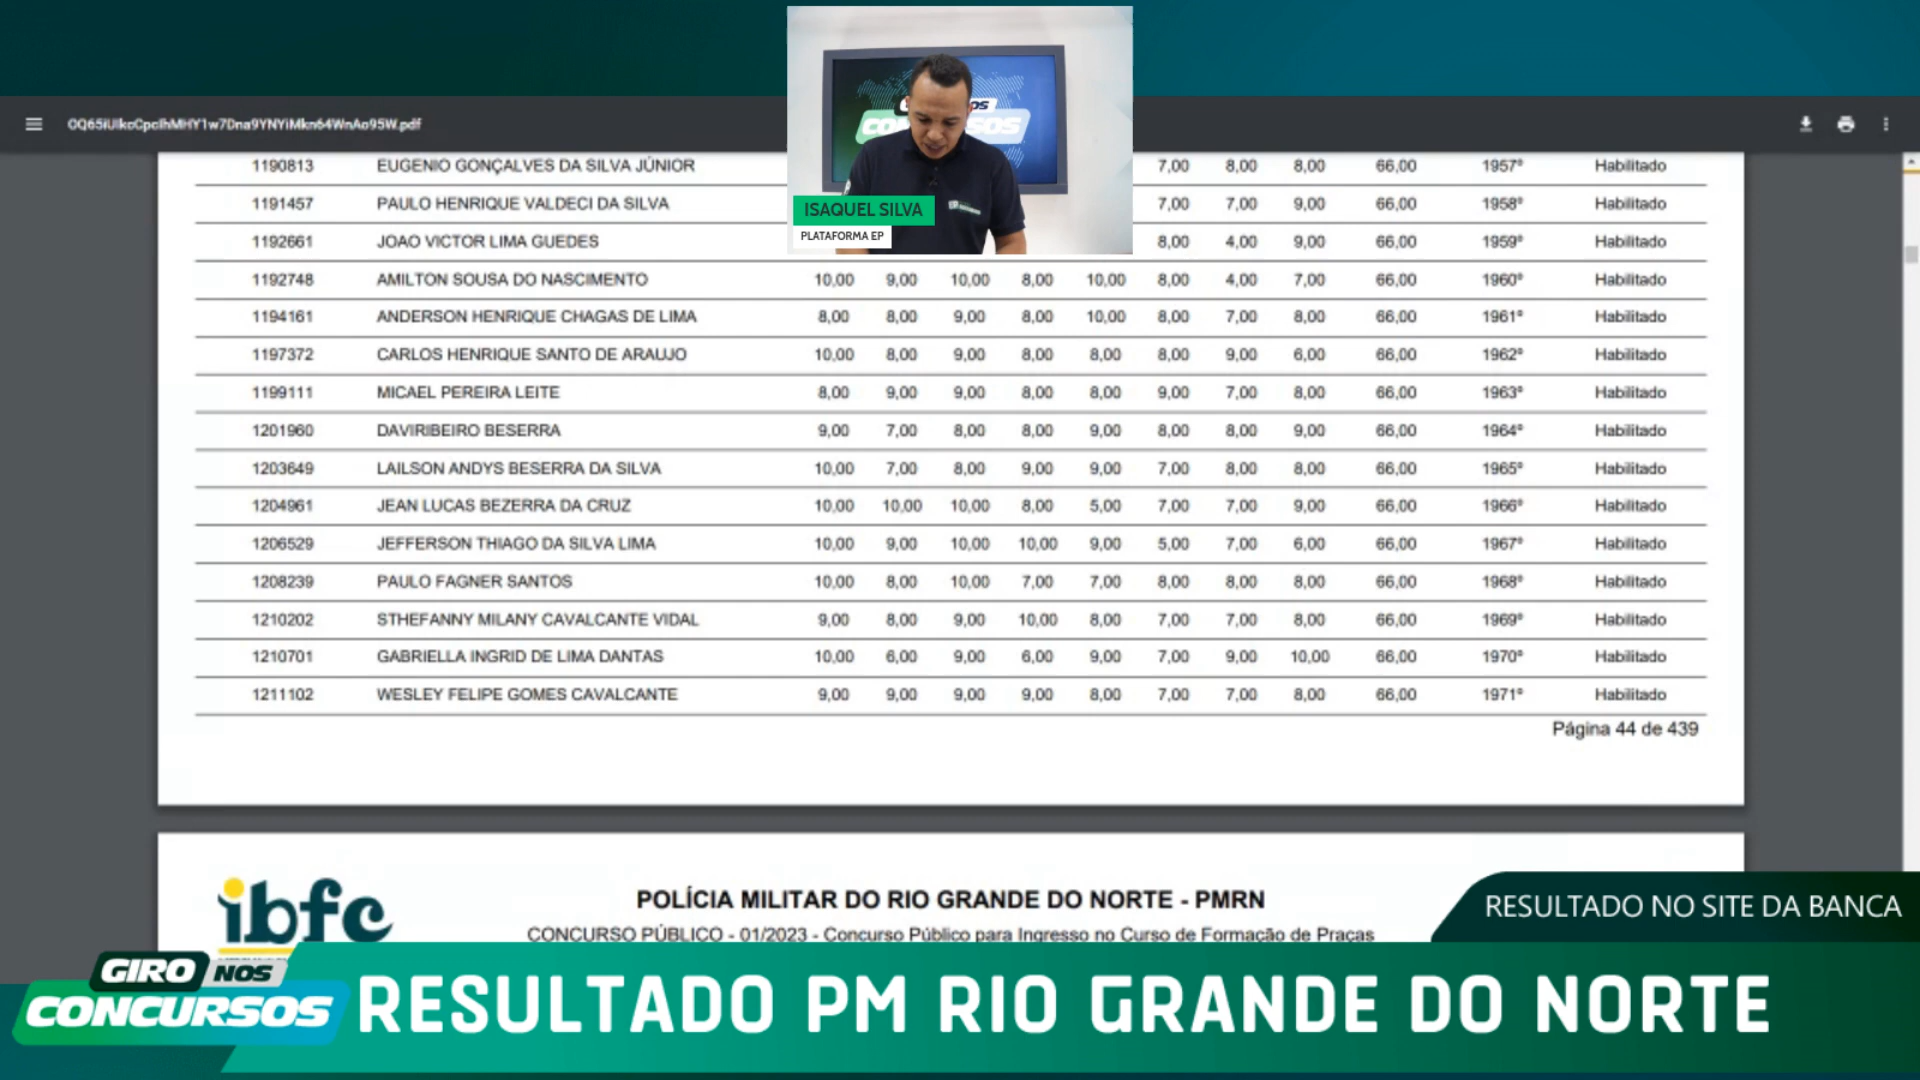 OQ65iUIkoCpcIhMHY1w7Dna9YNYiMkn64WnAo95W.pdf
GIRO NOS
CONCURSOS
ISAQUEL SILVA
PLATAFORMA EP
1190813 EUGENIO GONÇALVES DA SILVA JÚNIOR 7,00 8,00 8,00 66,00 1957º Habilitado
1191457 PAULO HENRIQUE VALDECI DA SILVA 7,00 7,00 9,00 66,00 1958º Habilitado
1192661 JOAO VICTOR LIMA GUEDES 8,00 4,00 9,00 66,00 1959º Habilitado
1192748 AMILTON SOUSA DO NASCIMENTO 10,00 9,00 10,00 8,00 10,00 8,00 4,00 7,00 66,00 1960º Habilitado
1194161 ANDERSON HENRIQUE CHAGAS DE LIMA 8,00 8,00 9,00 8,00 10,00 8,00 7,00 8,00 66,00 1961º Habilitado
1197372 CARLOS HENRIQUE SANTO DE ARAUJO 10,00 8,00 9,00 8,00 8,00 8,00 9,00 6,00 66,00 1962º Habilitado
1199111 MICAEL PEREIRA LEITE 8,00 9,00 9,00 8,00 8,00 9,00 7,00 8,00 66,00 1963º Habilitado
1201960 DAVIRIBEIRO BESERRA 9,00 7,00 8,00 8,00 9,00 8,00 8,00 9,00 66,00 1964º Habilitado
1203649 LAILSON ANDYS BESERRA DA SILVA 10,00 7,00 8,00 9,00 9,00 7,00 8,00 8,00 66,00 1965º Habilitado
1204961 JEAN LUCAS BEZERRA DA CRUZ 10,00 10,00 10,00 8,00 5,00 7,00 7,00 9,00 66,00 1966º Habilitado
1206529 JEFFERSON THIAGO DA SILVA LIMA 10,00 9,00 10,00 10,00 9,00 5,00 7,00 6,00 66,00 1967º Habilitado
1208239 PAULO FAGNER SANTOS 10,00 8,00 10,00 7,00 7,00 8,00 8,00 8,00 66,00 1968º Habilitado
1210202 STHEFANNY MILANY CAVALCANTE VIDAL 9,00 8,00 9,00 10,00 8,00 7,00 7,00 8,00 66,00 1969º Habilitado
1210701 GABRIELLA INGRID DE LIMA DANTAS 10,00 6,00 9,00 6,00 9,00 7,00 9,00 10,00 66,00 1970º Habilitado
1211102 WESLEY FELIPE GOMES CAVALCANTE 9,00 9,00 9,00 9,00 8,00 7,00 7,00 8,00 66,00 1971º Habilitado
Página 44 de 439
ibfc
POLÍCIA MILITAR DO RIO GRANDE DO NORTE - PMRN
CONCURSO PÚBLICO - 01/2023 - Concurso Público para Ingresso no Curso de Formação de Praças
RESULTADO NO SITE DA BANCA
GIRO NOS
CONCURSOS
RESULTADO PM RIO GRANDE DO NORTE